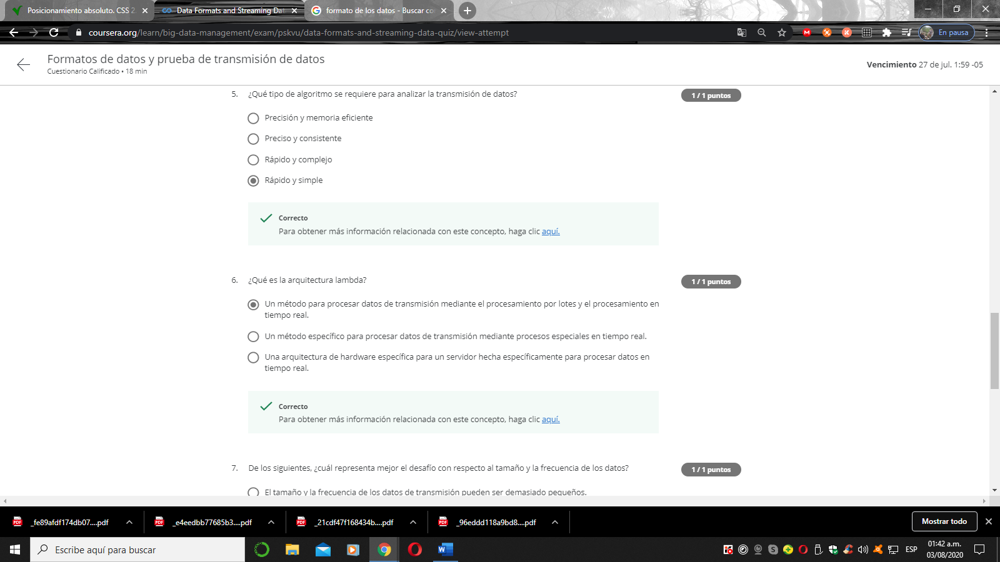 Posicionamiento absoluto. CSS 2.
Data Formats and Streaming Dat
formato de los datos - Buscar co
coursera.org/learn/big-data-management/exam/pskvu/data-formats-and-streaming-data-quiz/view-attempt
En pausa
Formatos de datos y prueba de transmisión de datos
Cuestionario Calificado • 18 min
Vencimiento 27 de jul. 1:59 -05
5. ¿Qué tipo de algoritmo se requiere para analizar la transmisión de datos?
1 / 1 puntos
Precisión y memoria eficiente
Preciso y consistente
Rápido y complejo
Rápido y simple
Correcto
Para obtener más información relacionada con este concepto, haga clic aquí.
6. ¿Qué es la arquitectura lambda?
1 / 1 puntos
Un método para procesar datos de transmisión mediante el procesamiento por lotes y el procesamiento en
tiempo real.
Un método específico para procesar datos de transmisión mediante procesos especiales en tiempo real.
Una arquitectura de hardware específica para un servidor hecha específicamente para procesar datos en
tiempo real.
Correcto
Para obtener más información relacionada con este concepto, haga clic aquí.
7. De los siguientes, ¿cuál representa mejor el desafío con respecto al tamaño y la frecuencia de los datos?
1 / 1 puntos
El tamaño y la frecuencia de los datos de transmisión pueden ser demasiado pequeños.
_fe89afdf174db07....pdf
_e4eedbb77685b3....pdf
_21cdf47f168434b....pdf
_96eddd118a9bd8....pdf
Mostrar todo
Escribe aquí para buscar
ESP
01:42 a.m.
03/08/2020